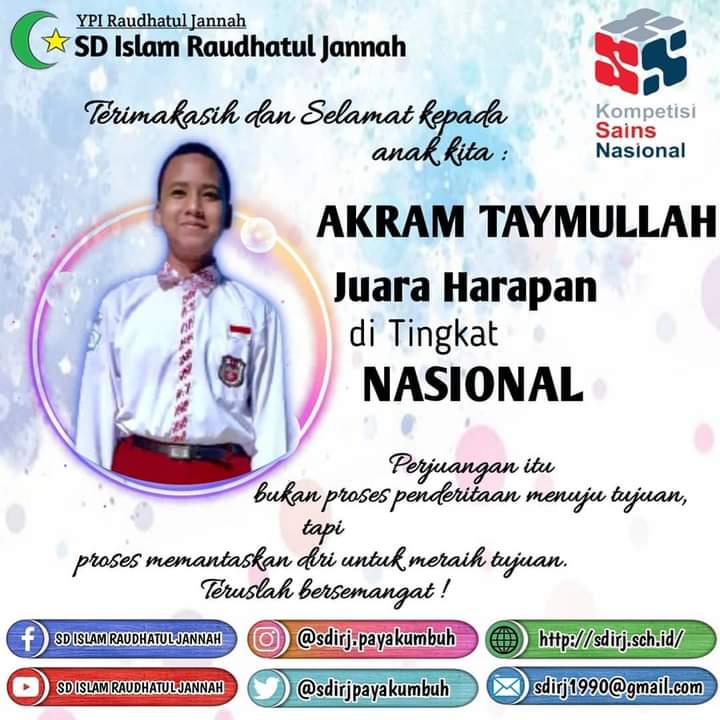 YPI Raudhatul Jannah
SD Islam Raudhatul Jannah
Kompetisi
Sains
Nasional
Terimakasih dan Selamat kepada
anak kita :
AKRAM TAYMULLAH
Juara Harapan
di Tingkat
NASIONAL
Perjuangan itu
bukan proses penderitaan menuju tujuan,
tapi
proses memantaskan diri untuk meraih tujuan.
Teruslah bersemangat !
SD ISLAM RAUDHATUL JANNAH
@sdirj.payakumbuh
http://sdirj.sch.id/
SD ISLAM RAUDHATUL JANNAH
@sdirjpayakumbuh
sdirj1990@gmail.com